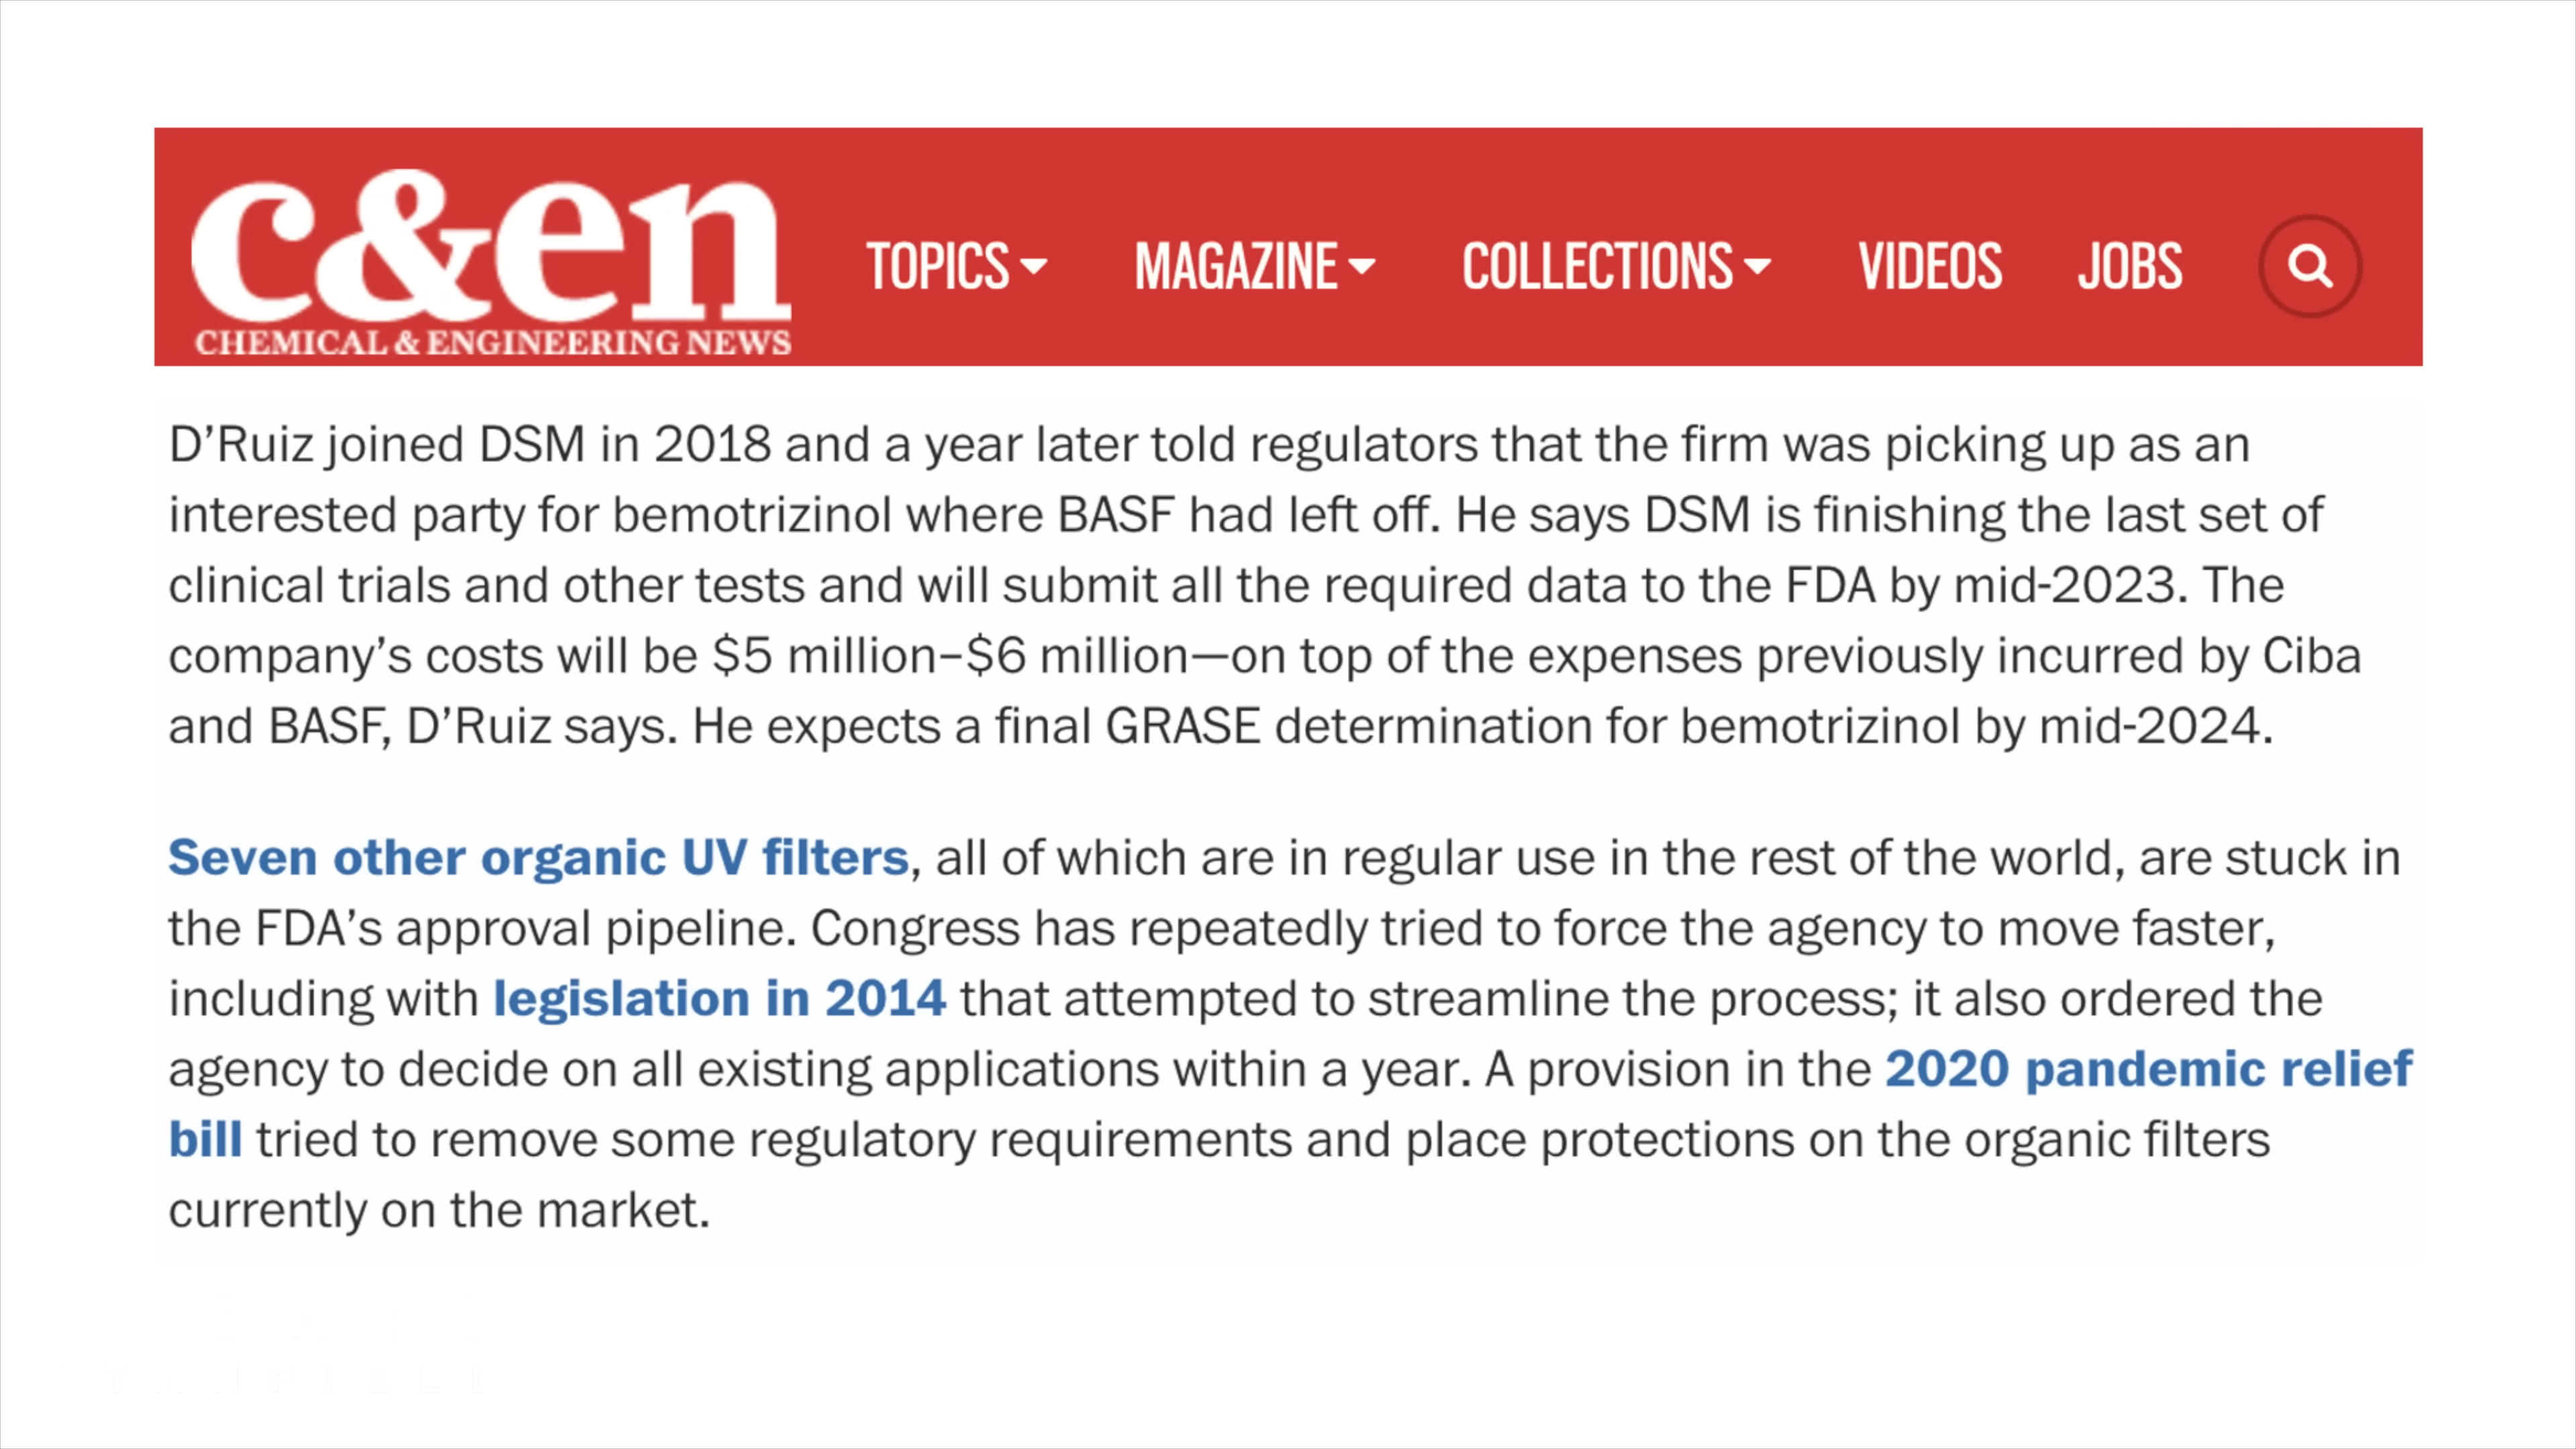 c&en
CHEMICAL & ENGINEERING NEWS
TOPICS MAGAZINE COLLECTIONS VIDEOS JOBS
D’Ruiz joined DSM in 2018 and a year later told regulators that the firm was picking up as an
interested party for bemotrizinol where BASF had left off. He says DSM is finishing the last set of
clinical trials and other tests and will submit all the required data to the FDA by mid-2023. The
company’s costs will be $5 million–$6 million—on top of the expenses previously incurred by Ciba
and BASF, D’Ruiz says. He expects a final GRASE determination for bemotrizinol by mid-2024.
Seven other organic UV filters, all of which are in regular use in the rest of the world, are stuck in
the FDA’s approval pipeline. Congress has repeatedly tried to force the agency to move faster,
including with legislation in 2014 that attempted to streamline the process; it also ordered the
agency to decide on all existing applications within a year. A provision in the 2020 pandemic relief
bill tried to remove some regulatory requirements and place protections on the organic filters
currently on the market.